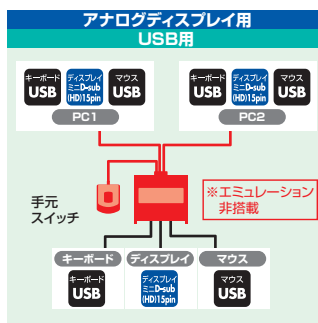 アナログディスプレイ用
USB用
キーボード
USB
ディスプレイ
ミニD-sub
(HD)15pin
マウス
USB
PC1
キーボード
USB
ディスプレイ
ミニD-sub
(HD)15pin
マウス
USB
PC2
手元
スイッチ
※エミュレーション
非搭載
キーボード
ディスプレイ
マウス
キーボード
USB
ディスプレイ
ミニD-sub
(HD)15pin
マウス
USB